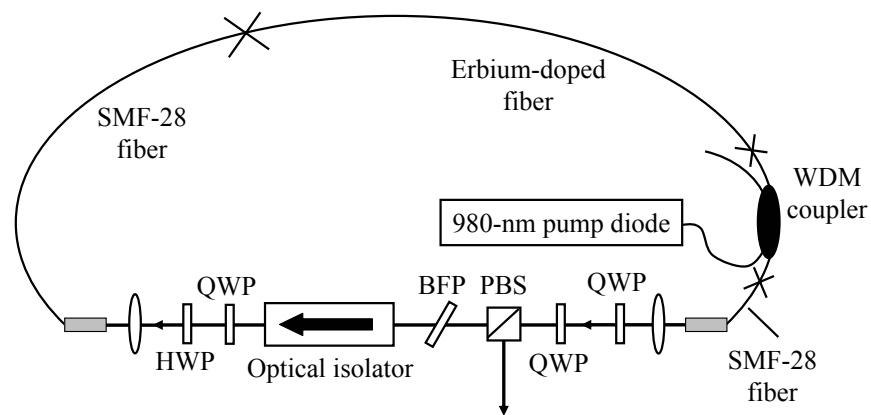 Erbium-doped
fiber
SMF-28
fiber
WDM
coupler
980-nm pump diode
QWP
BFP
PBS
QWP
HWP
Optical isolator
QWP
SMF-28
fiber